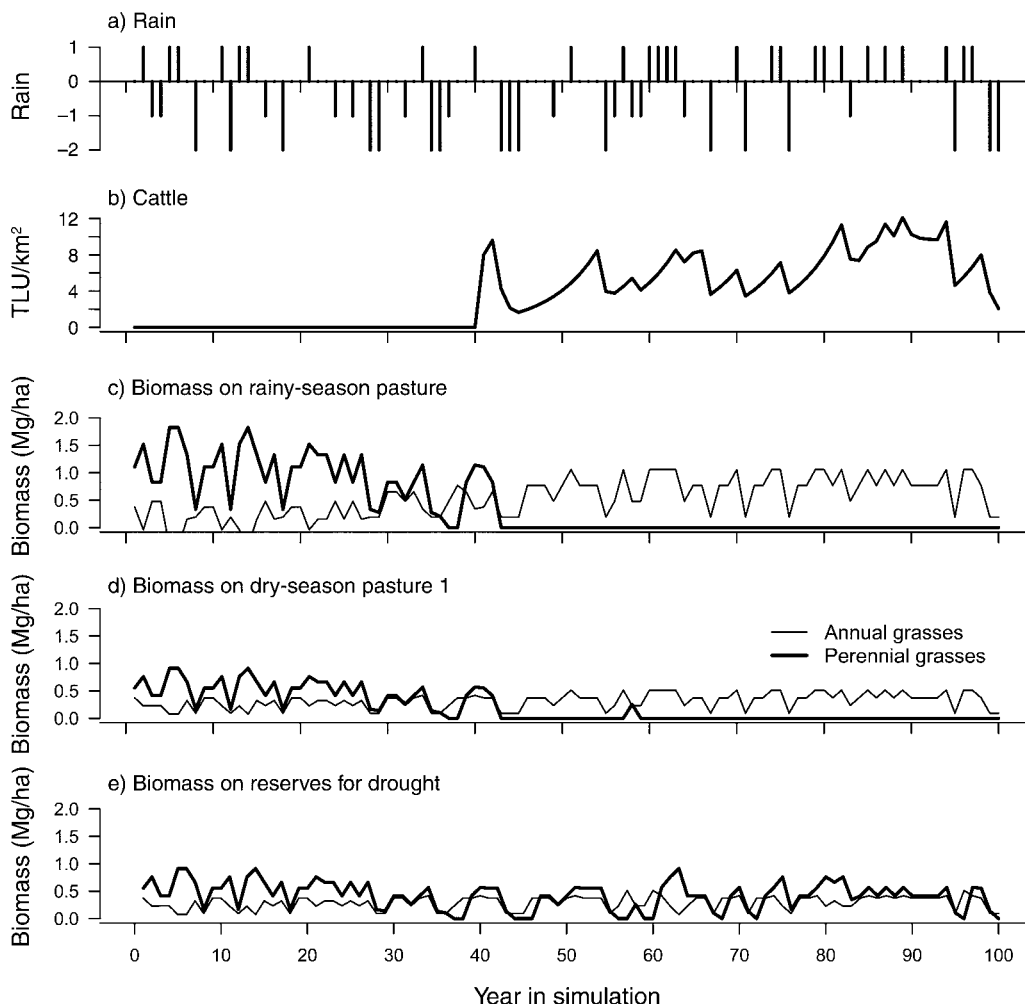 a) Rain
1
0
-1
-2
Rain
b) Cattle
12
8
4
0
TLU/km²
c) Biomass on rainy-season pasture
2.0
1.5
1.0
0.5
0.0
Biomass (Mg/ha)
d) Biomass on dry-season pasture 1
2.0
1.5
1.0
0.5
0.0
Biomass (Mg/ha)
Annual grasses
Perennial grasses
e) Biomass on reserves for drought
2.0
1.5
1.0
0.5
0.0
Biomass (Mg/ha)
0 10 20 30 40 50 60 70 80 90 100
Year in simulation